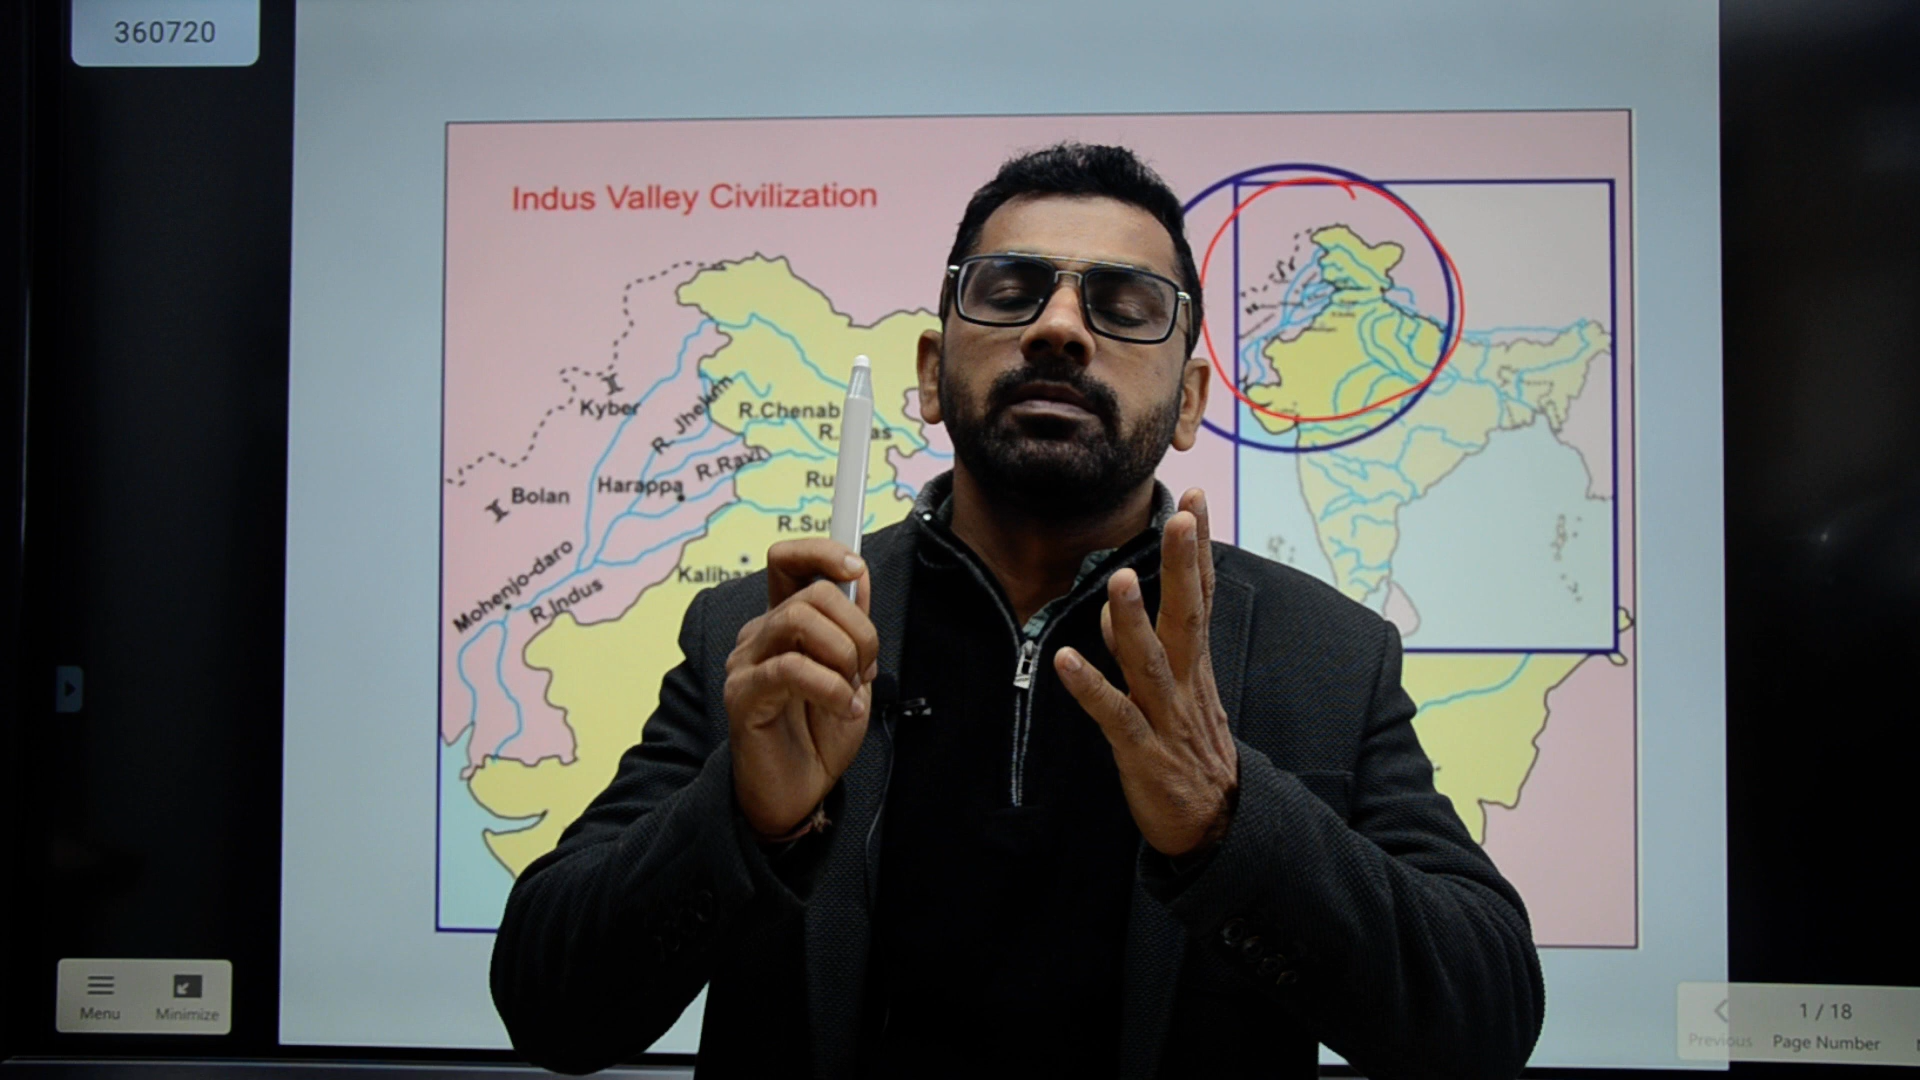 360720
Indus Valley Civilization
Kyber
R. Jhelum
R.Chenab
R.
as
R.Ravi
Harappa
Bolan
Mohenjo-daro
R.Indus
Menu
Minimize
1 / 18
Previous
Page Number